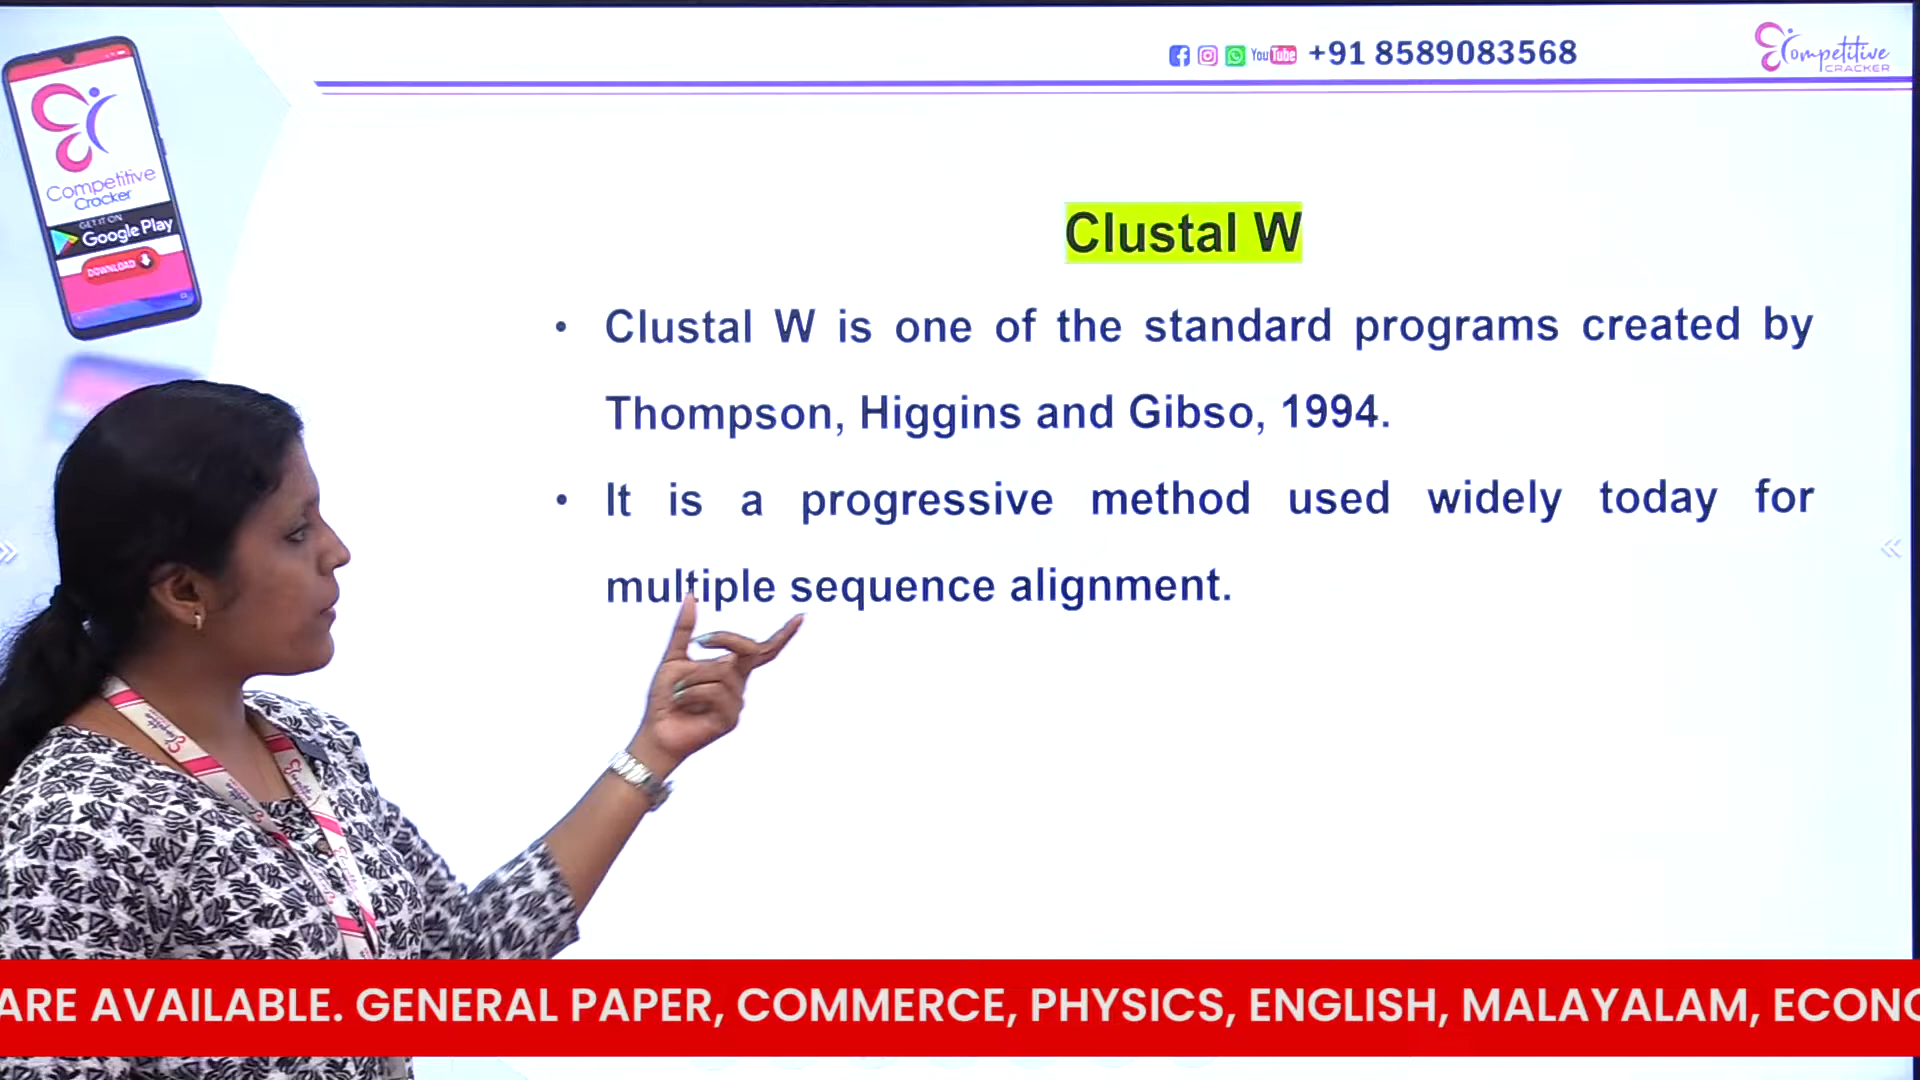 YouTube +91 8589083568
Competitive
CRACKER
Competitive
Cracker
GET IT ON
Google Play
DOWNLOAD
Clustal W
• Clustal W is one of the standard programs created by
Thompson, Higgins and Gibso, 1994.
• It is a progressive method used widely today for
multiple sequence alignment.
ARE AVAILABLE. GENERAL PAPER, COMMERCE, PHYSICS, ENGLISH, MALAYALAM, ECONO